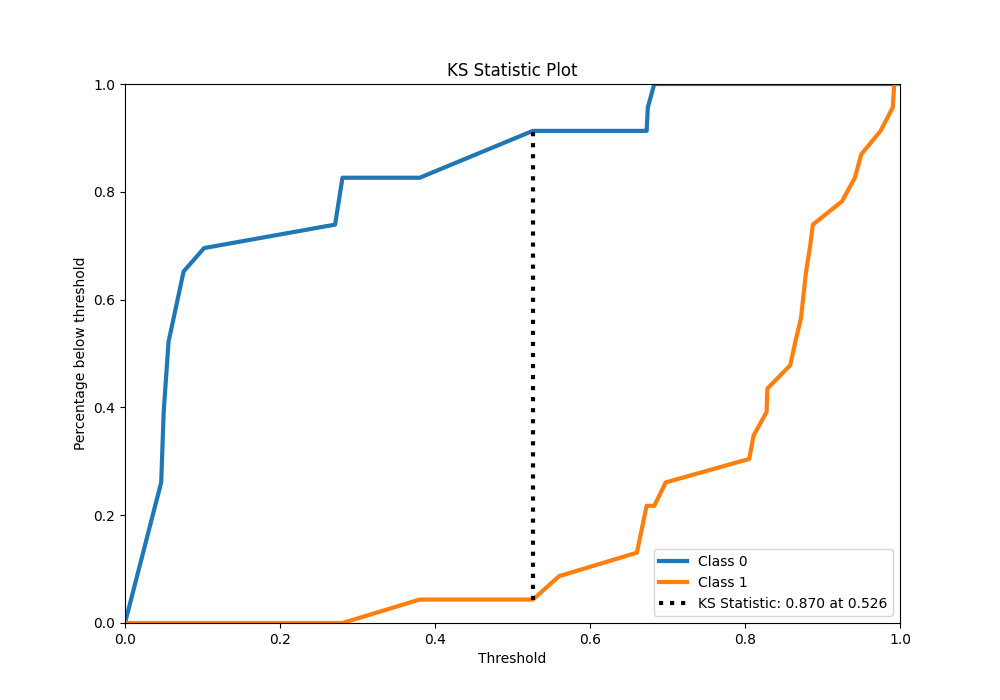 KS Statistic Plot
1.0
0.8
0.6
0.4
0.2
0.0
Percentage below threshold
0.0 0.2 0.4 0.6 0.8 1.0
Threshold
Class 0
Class 1
KS Statistic: 0.870 at 0.526